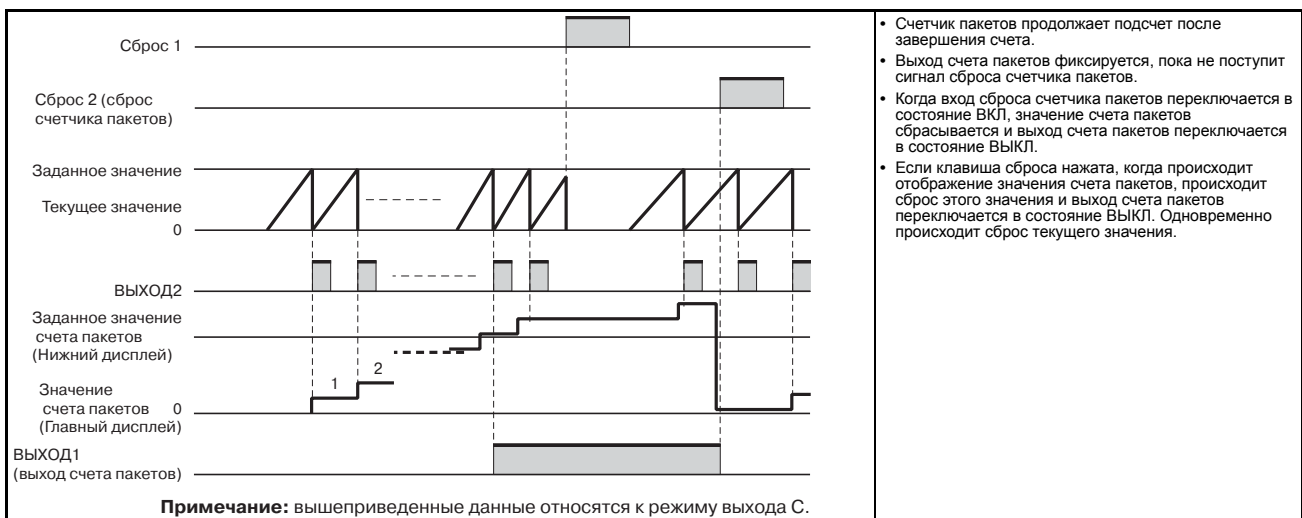 Сброс 1
Сброс 2 (сброс
счетчика пакетов)
Заданное значение
Текущее значение
0
ВЫХОД2
Заданное значение
счета пакетов
(Нижний дисплей)
1
2
Значение
счета пакетов 0
(Главный дисплей)
ВЫХОД1
(выход счета пакетов)
Примечание: вышеприведенные данные относятся к режиму выхода C.
• Счетчик пакетов продолжает подсчет после
завершения счета.
• Выход счета пакетов фиксируется, пока не поступит
сигнал сброса счетчика пакетов.
• Когда вход сброса счетчика пакетов переключается в
состояние ВКЛ, значение счета пакетов
сбрасывается и выход счета пакетов переключается
в состояние ВЫКЛ.
• Если клавиша сброса нажата, когда происходит
отображение значения счета пакетов, происходит
сброс этого значения и выход счета пакетов
переключается в состояние ВЫКЛ. Одновременно
происходит сброс текущего значения.